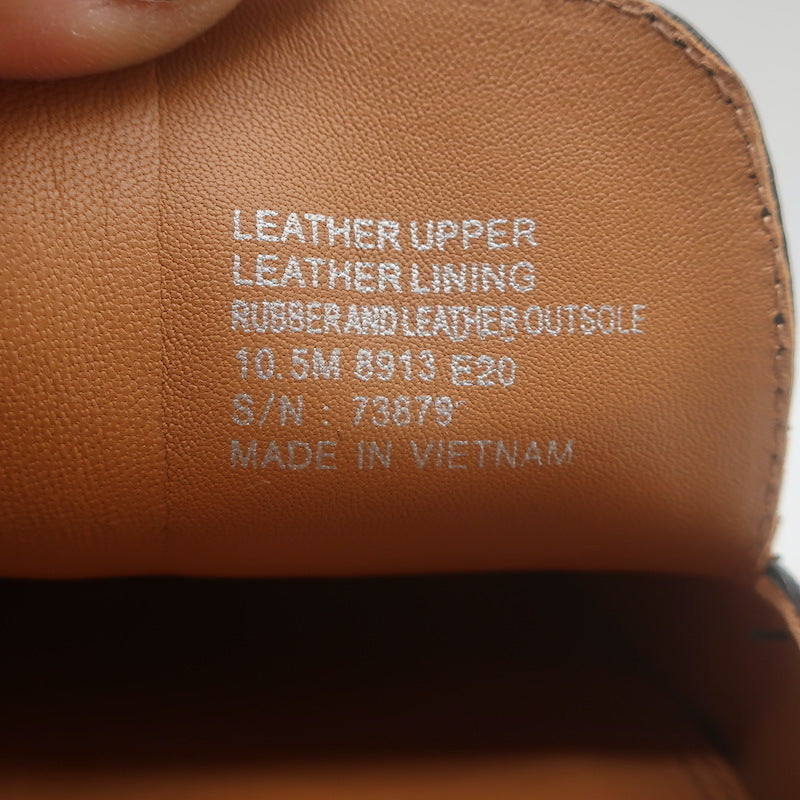 LEATHER UPPER
LEATHER LINING
RUBBER AND LEATHER OUTSOLE
10.5M 8913 E20
S/N : 73879
MADE IN VIETNAM